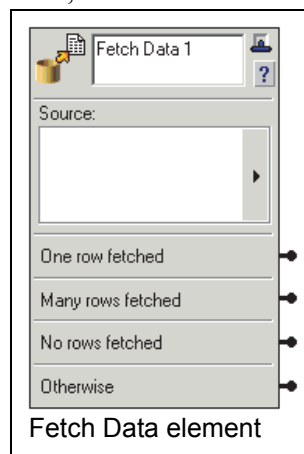 Fetch Data 1
?
Source:
One row fetched
Many rows fetched
No rows fetched
Otherwise
Fetch Data element